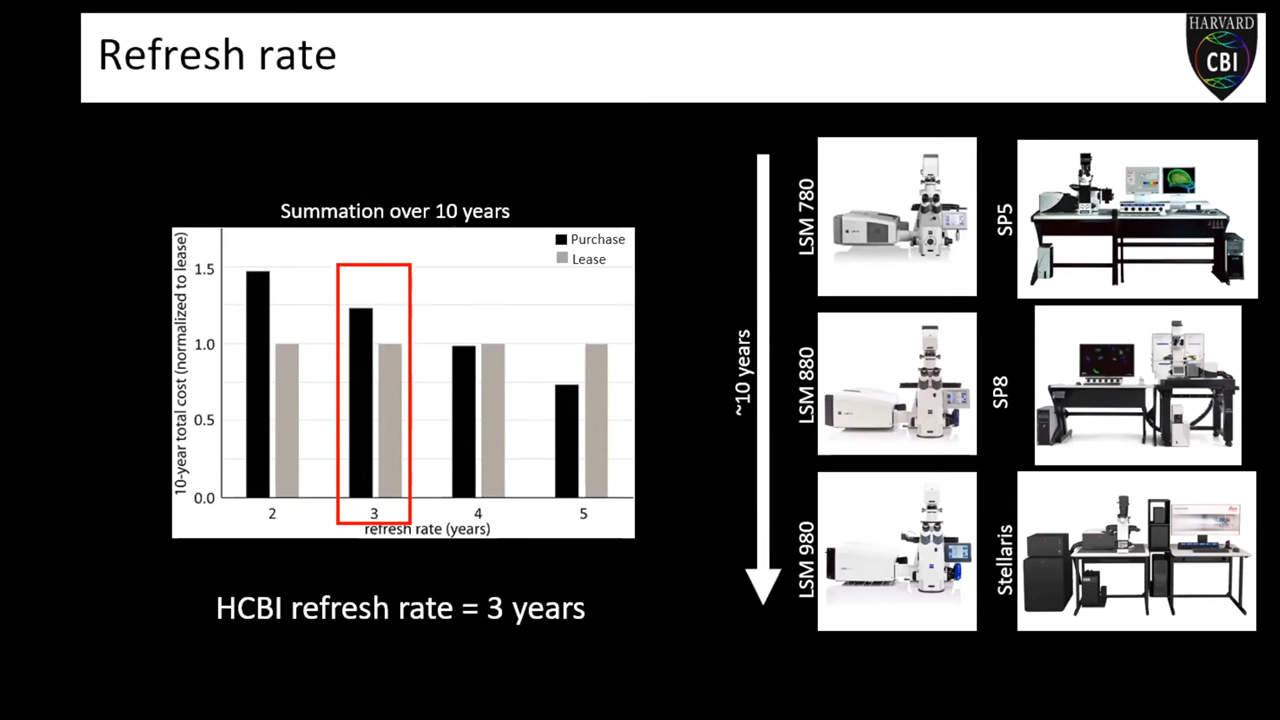 Refresh rate
HARVARD
CBI
Summation over 10 years
Purchase
Lease
10-year total cost (normalized to lease)
1.5
1.0
0.5
0.0
2
3
4
5
refresh rate (years)
HCBI refresh rate = 3 years
~10 years
LSM 780
SP5
LSM 880
SP8
LSM 980
Stellaris